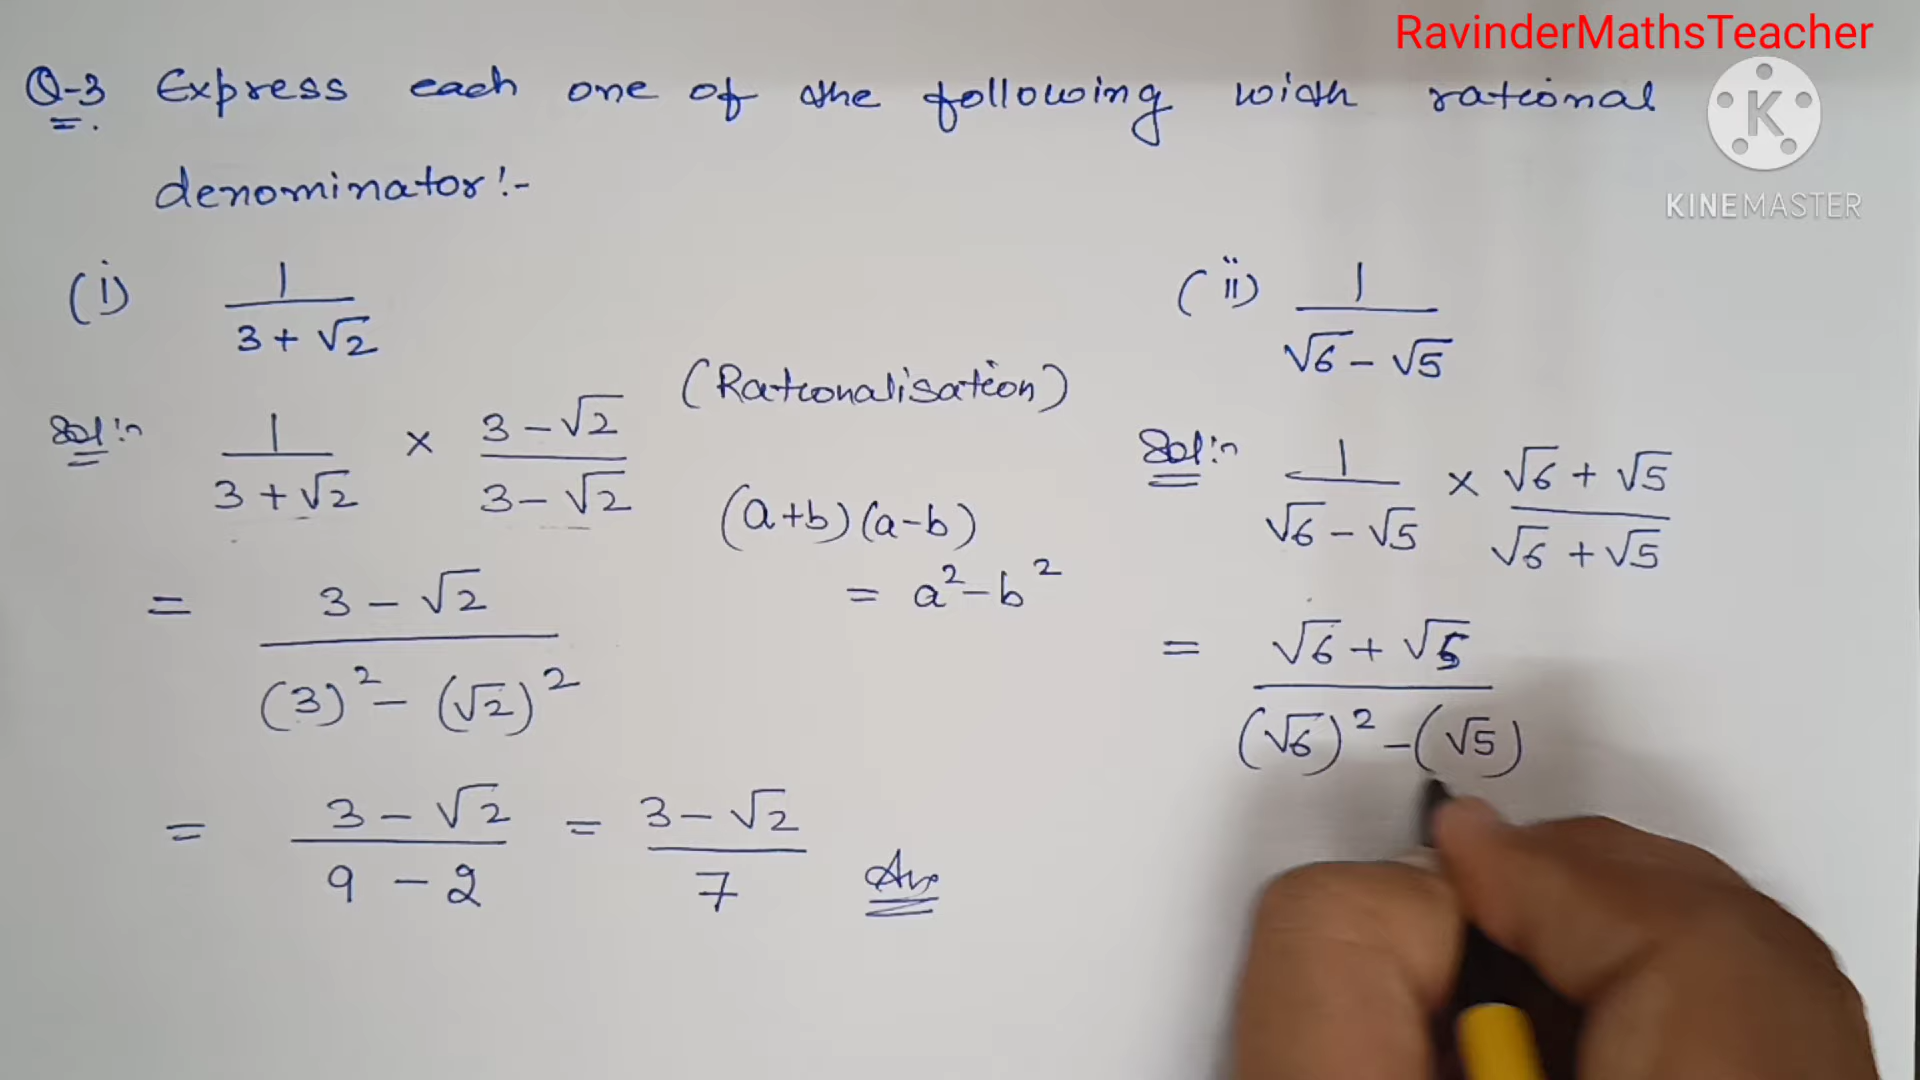 RavinderMathsTeacher
Q-3 Express each one of the following with rational
denominator:-
K
KINEMASTER
(i) 1
3 + √2
Sol:n 1 × 3 - √2
3 + √2 3 - √2
(Rationalisation)
(a+b)(a-b)
= a² - b²
= 3 - √2
(3)² - (√2)²
= 3 - √2 = 3 - √2
9 - 2 7
Ans
(ii) 1
√6 - √5
Sol:n 1 × √6 + √5
√6 - √5 √6 + √5
= √6 + √5
(√6)² - (√5)